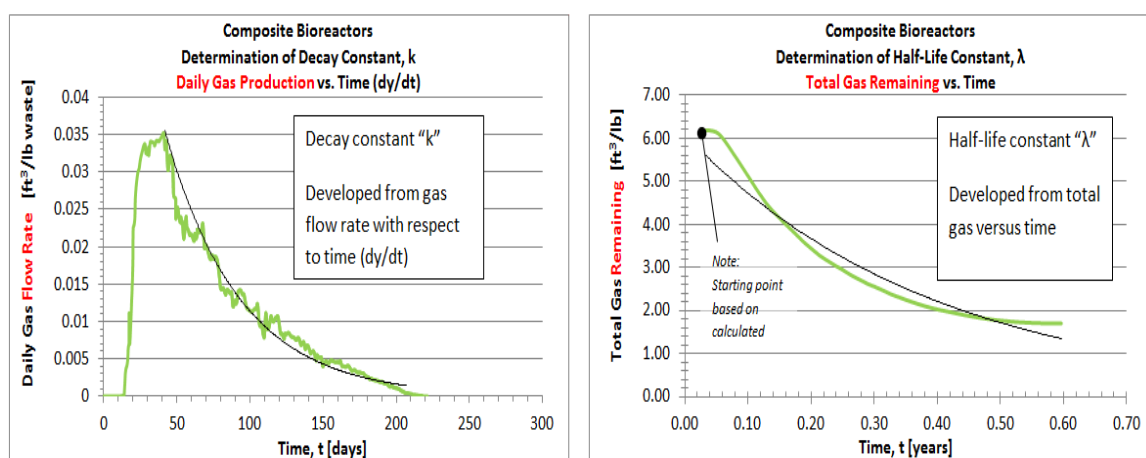 Composite Bioreactors
Determination of Decay Constant, k
Daily Gas Production vs. Time (dy/dt)
Daily Gas Flow Rate [ft³/lb waste]
0.04
0.035
0.03
0.025
0.02
0.015
0.01
0.005
0
Decay constant "k"
Developed from gas
flow rate with respect
to time (dy/dt)
0 50 100 150 200 250 300
Time, t [days]
Composite Bioreactors
Determination of Half-Life Constant, λ
Total Gas Remaining vs. Time
Total Gas Remaining [ft³/lb]
7.00
6.00
5.00
4.00
3.00
2.00
1.00
0.00
Half-life constant "λ"
Developed from total
gas versus time
Note:
Starting point
based on
calculated
0.00 0.10 0.20 0.30 0.40 0.50 0.60 0.70
Time, t [years]